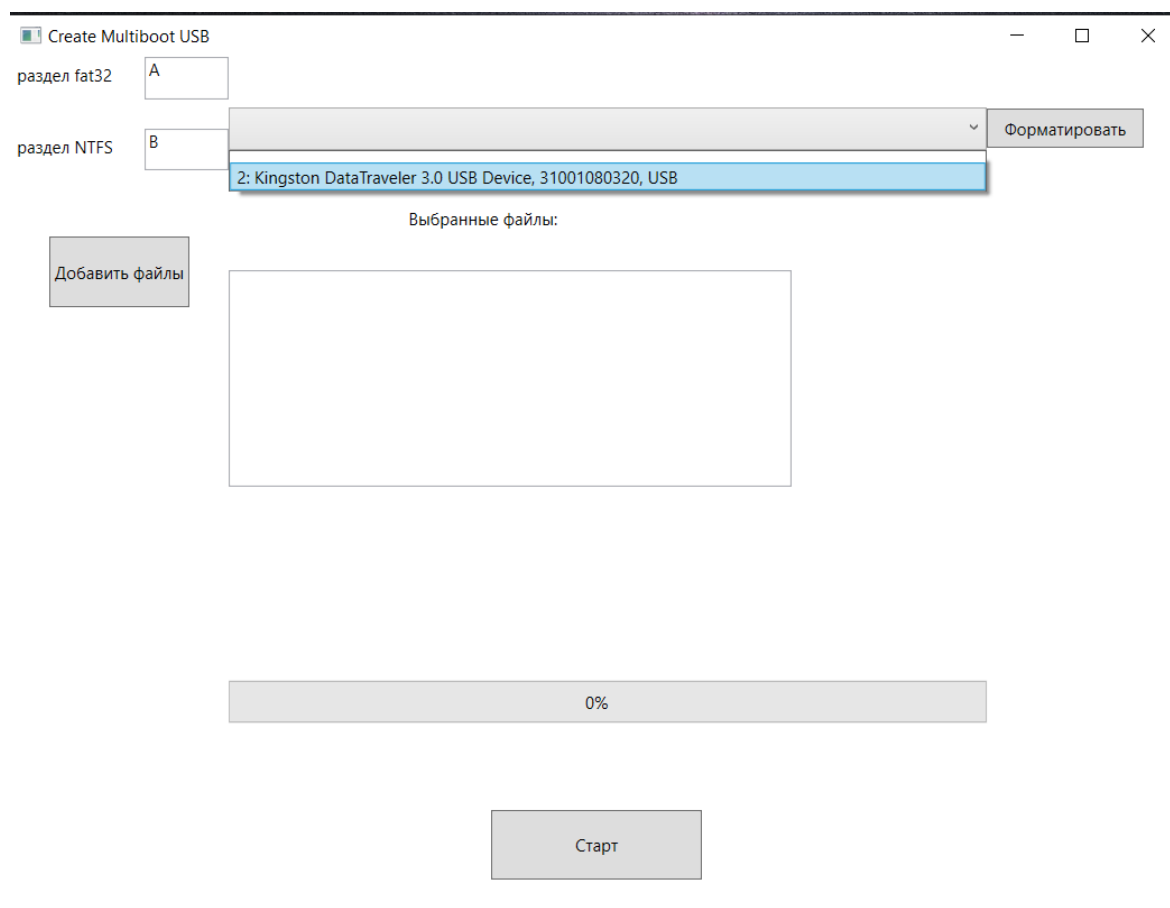 Create Multiboot USB
раздел fat32
A
раздел NTFS
B
Форматировать
2: Kingston DataTraveler 3.0 USB Device, 31001080320, USB
Выбранные файлы:
Добавить файлы
0%
Старт